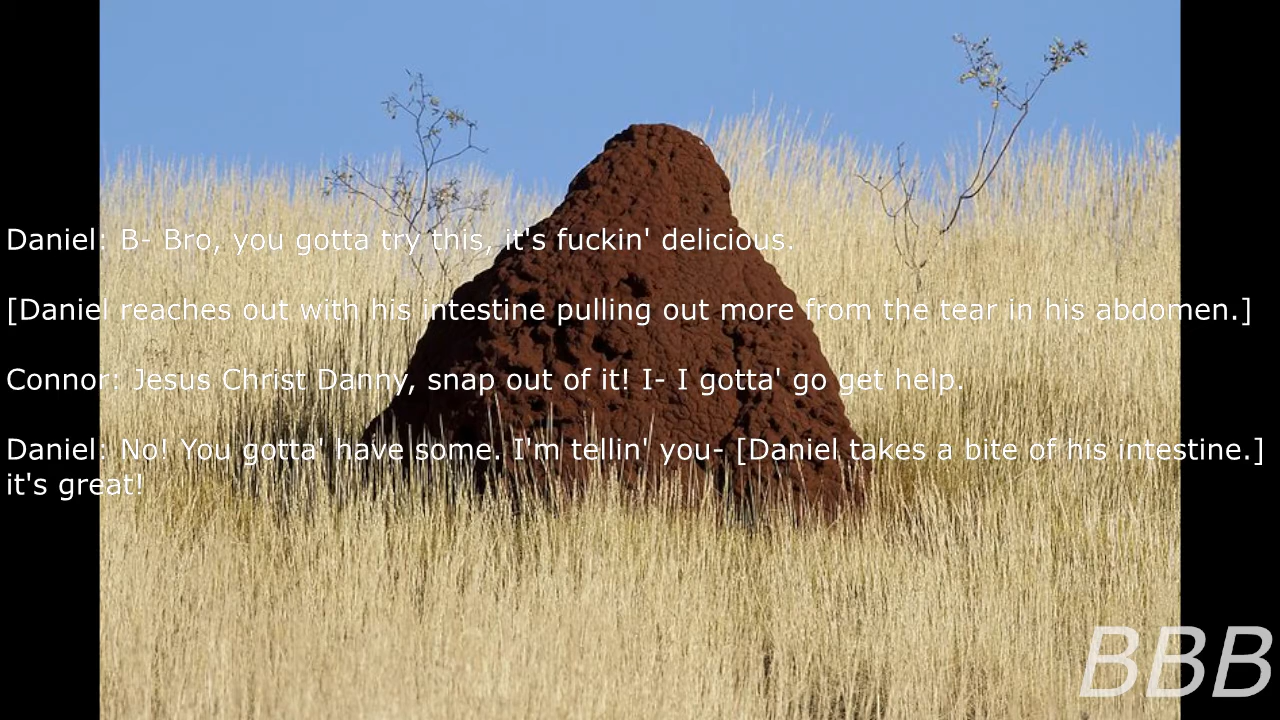 Daniel: B- Bro, you gotta try this, it's fuckin' delicious.
[Daniel reaches out with his intestine pulling out more from the tear in his abdomen.]
Connor: Jesus Christ Danny, snap out of it! I- I gotta' go get help.
Daniel: No! You gotta' have some. I'm tellin' you- [Daniel takes a bite of his intestine.]
it's great!
BBB